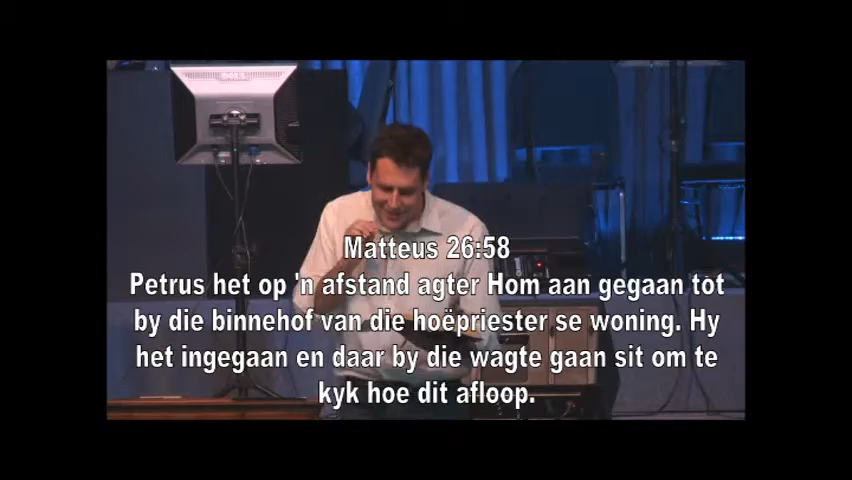 DELL
Matteus 26:58
Petrus het op 'n afstand agter Hom aan gegaan tot
by die binnehof van die hoëpriester se woning. Hy
het ingegaan en daar by die wagte gaan sit om te
kyk hoe dit afloop.